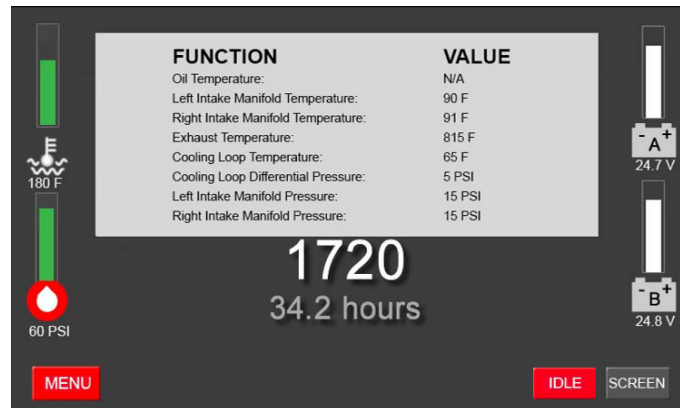 FUNCTION VALUE
Oil Temperature: N/A
Left Intake Manifold Temperature: 90 F
Right Intake Manifold Temperature: 91 F
Exhaust Temperature: 815 F
Cooling Loop Temperature: 65 F
Cooling Loop Differential Pressure: 5 PSI
Left Intake Manifold Pressure: 15 PSI
Right Intake Manifold Pressure: 15 PSI
- A +
24.7 V
180 F
1720
34.2 hours
- B +
24.8 V
60 PSI
MENU IDLE SCREEN